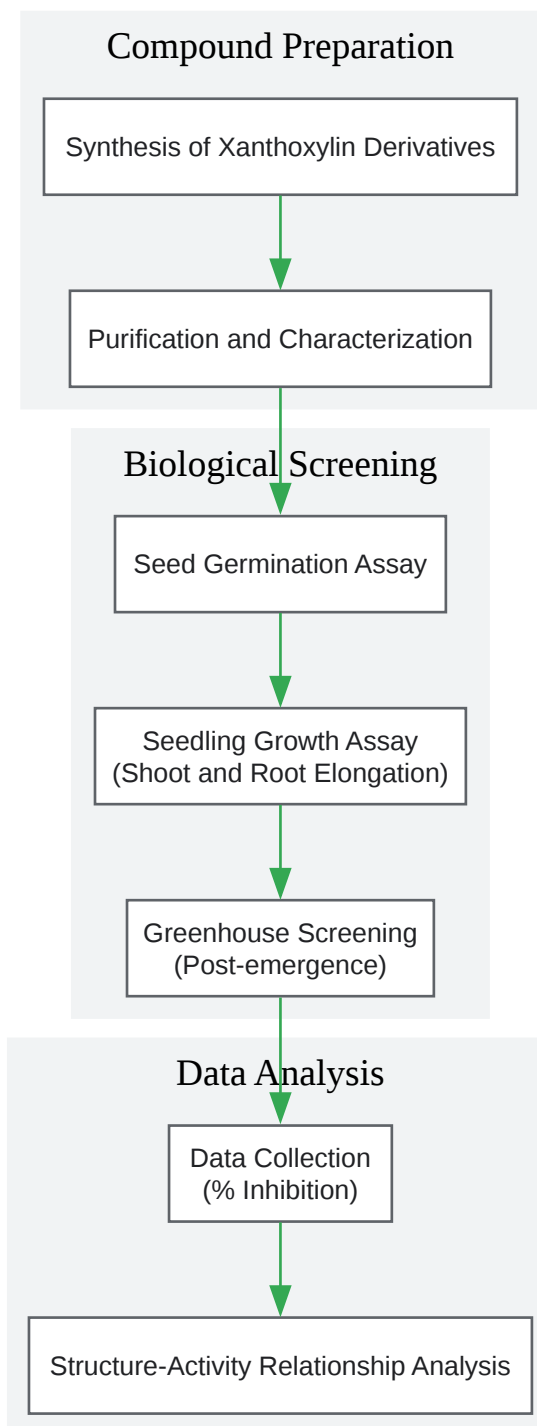 Compound Preparation
Synthesis of Xanthoxylin Derivatives
Purification and Characterization
Biological Screening
Seed Germination Assay
Seedling Growth Assay
(Shoot and Root Elongation)
Greenhouse Screening
(Post-emergence)
Data Analysis
Data Collection
(% Inhibition)
Structure-Activity Relationship Analysis